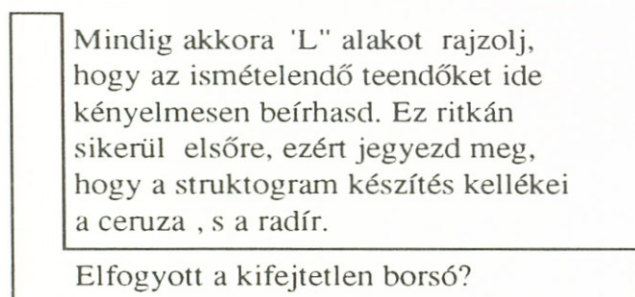 Mindig akkora 'L" alakot rajzolj,
hogy az ismételendő teendőket ide
kényelmesen beírhasd. Ez ritkán
sikerül elsőre, ezért jegyezd meg,
hogy a struktogram készítés kellékei
a ceruza , s a radír.
Elfogyott a kifejtetlen borsó?